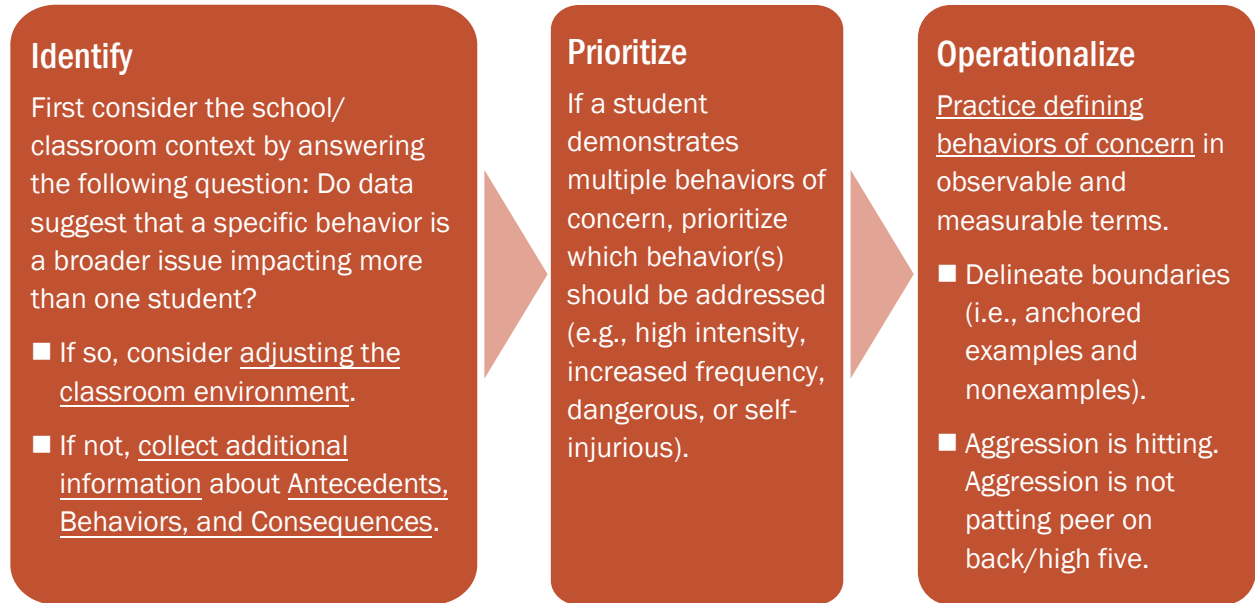 Identify
First consider the school/
classroom context by answering
the following question: Do data
suggest that a specific behavior is
a broader issue impacting more
than one student?
■ If so, consider adjusting the
classroom environment.
■ If not, collect additional
information about Antecedents,
Behaviors, and Consequences.
Prioritize
If a student
demonstrates
multiple behaviors of
concern, prioritize
which behavior(s)
should be addressed
(e.g., high intensity,
increased frequency,
dangerous, or self-
injurious).
Operationalize
Practice defining
behaviors of concern in
observable and
measurable terms.
■ Delineate boundaries
(i.e., anchored
examples and
nonexamples).
■ Aggression is hitting.
Aggression is not
patting peer on
back/high five.